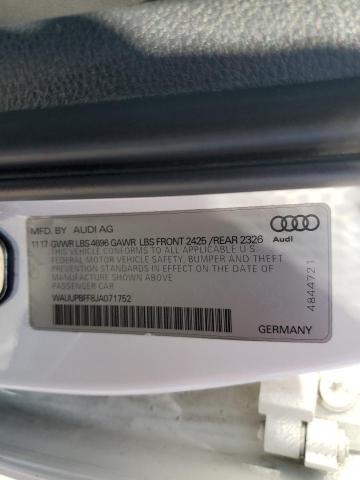 MFD. BY AUDI AG
11 17 GVWR LBS 4696 GAWR LBS FRONT 2425 /REAR 2326
THIS VEHICLE CONFORMS TO ALL APPLICABLE U S
FEDERAL MOTOR VEHICLE SAFETY, BUMPER AND THEFT
PREVENTION STANDARDS IN EFFECT ON THE DATE OF
MANUFACTURE SHOWN ABOVE
PASSENGER CAR
WAUUPBFF8JA071752
Audi
4844721
GERMANY